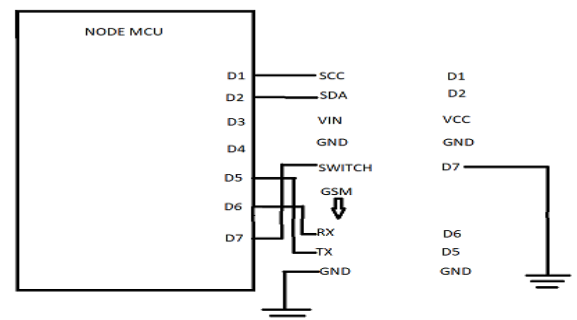 NODE MCU
D1 SCC D1
D2 SDA D2
D3 VIN VCC
D4 GND GND
SWITCH D7
D5
GSM
D6
RX D6
D7
TX D5
GND GND